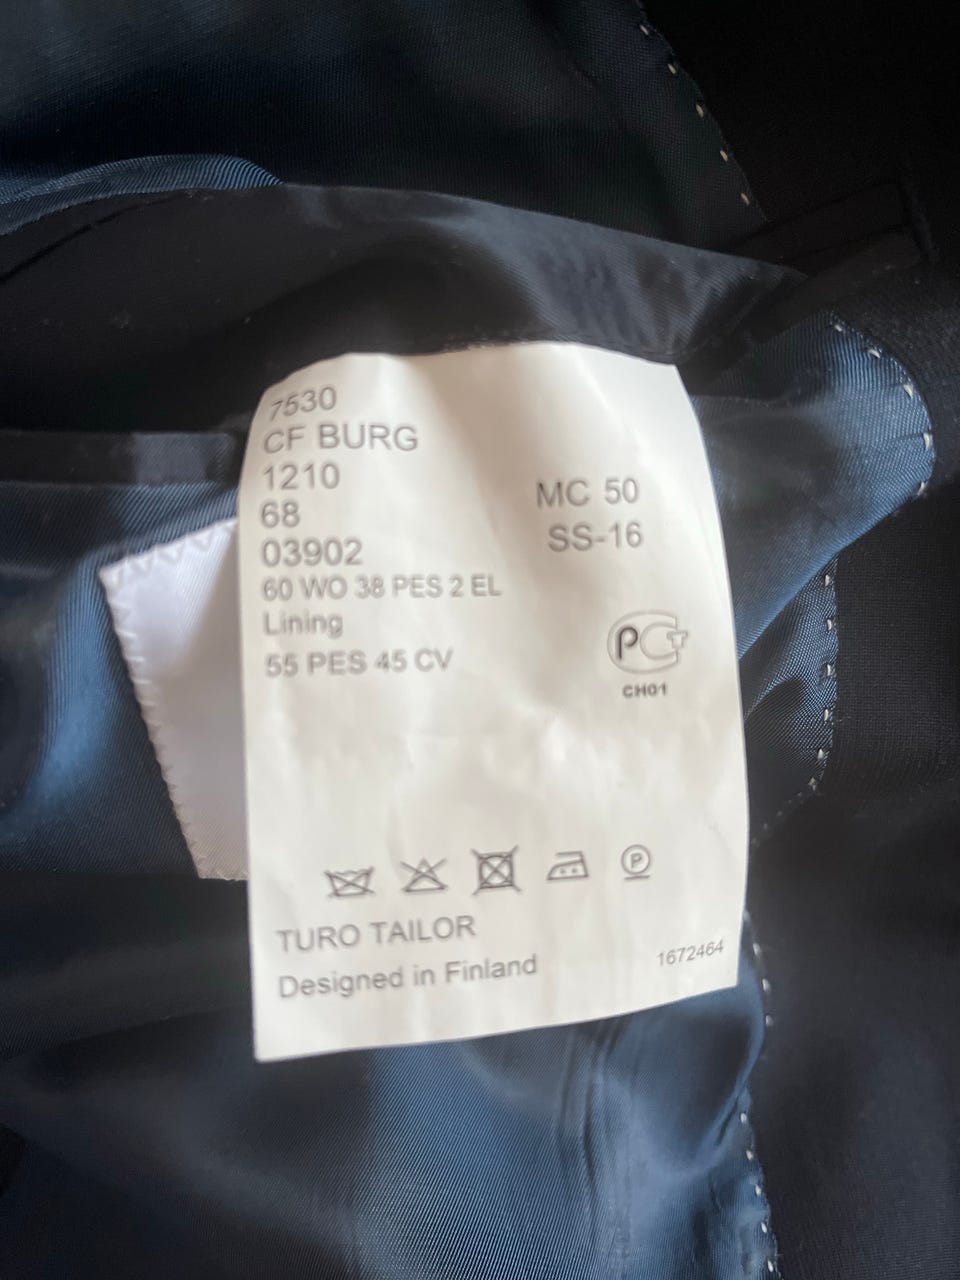 7530
CF BURG
1210
MC 50
68
SS-16
03902
60 WO 38 PES 2 EL
Lining
55 PES 45 CV
РСТ
CH01
P
TURO TAILOR
Designed in Finland
1672464